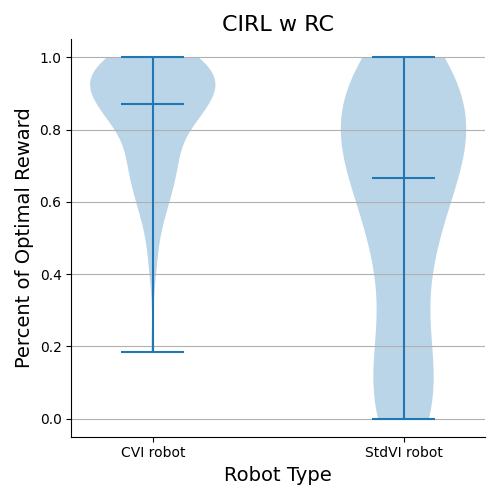 CIRL w RC
Percent of Optimal Reward
1.0
0.8
0.6
0.4
0.2
0.0
CVI robot
StdVI robot
Robot Type